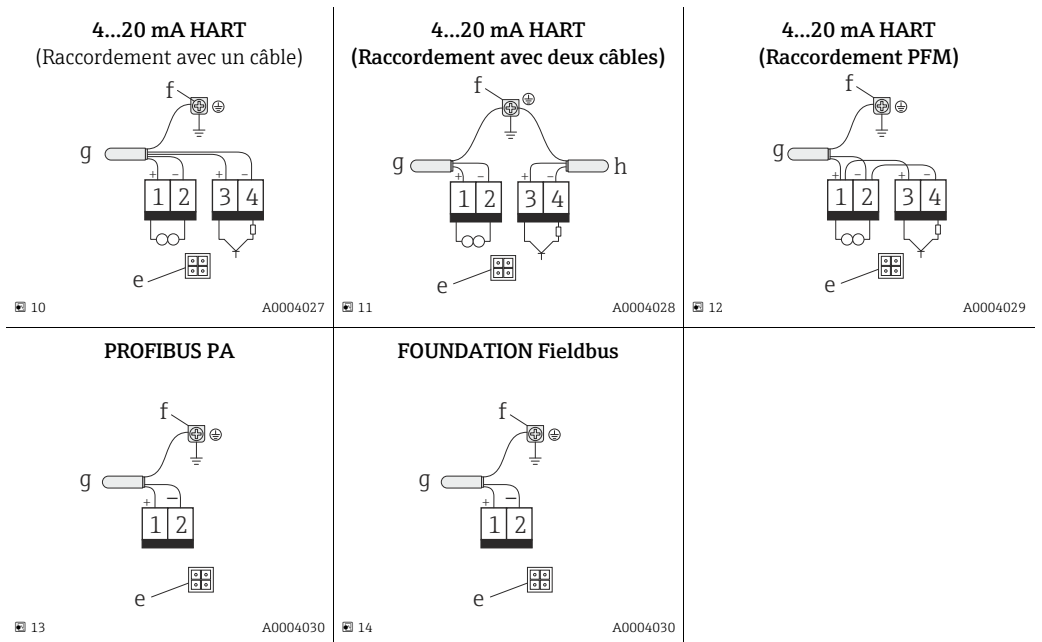 4...20 mA HART
(Raccordement avec un câble)
f
g
+ − + −
1 2 3 4
e
10 A0004027
4...20 mA HART
(Raccordement avec deux câbles)
f
g h
+ − + −
1 2 3 4
e
11 A0004028
4...20 mA HART
(Raccordement PFM)
f
g
+ − + −
1 2 3 4
e
12 A0004029
PROFIBUS PA
f
g
+ −
1 2
e
13 A0004030
FOUNDATION Fieldbus
f
g
+ −
1 2
e
14 A0004030